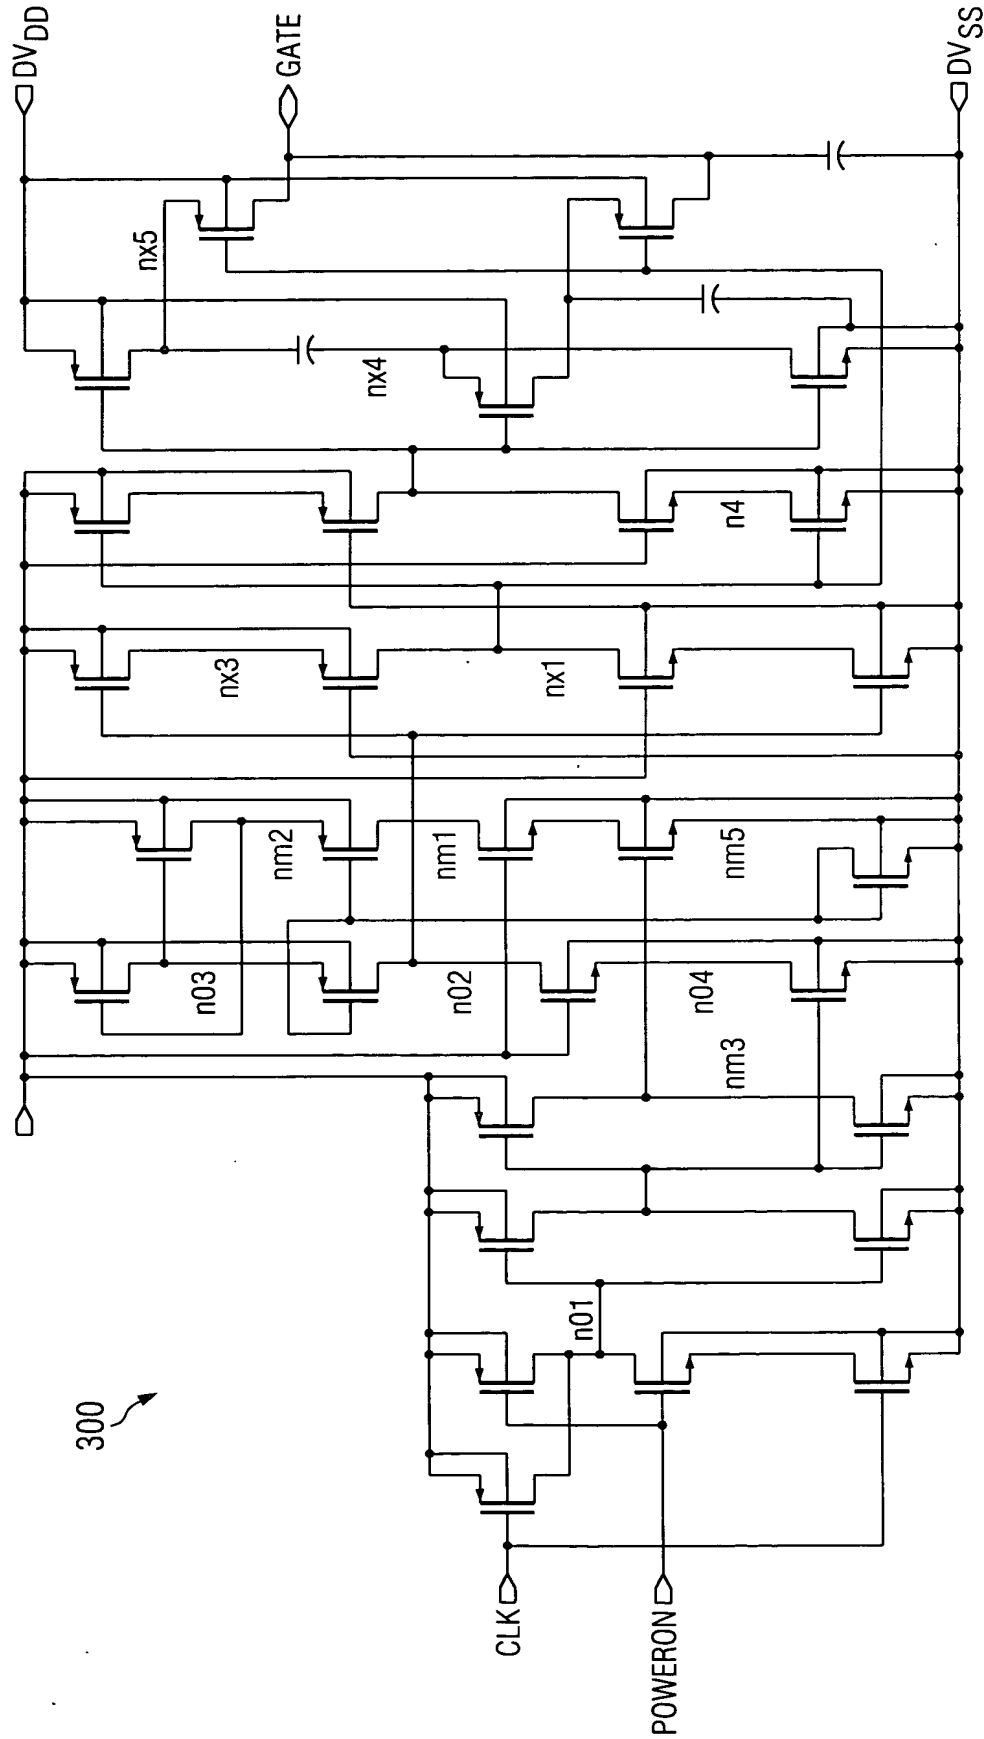 300
CLK
POWERON
n01
nm3
n03
n02
n04
nm2
nm1
nm5
nx3
nx1
n4
nx4
nx5
DVDD
GATE
DVSS